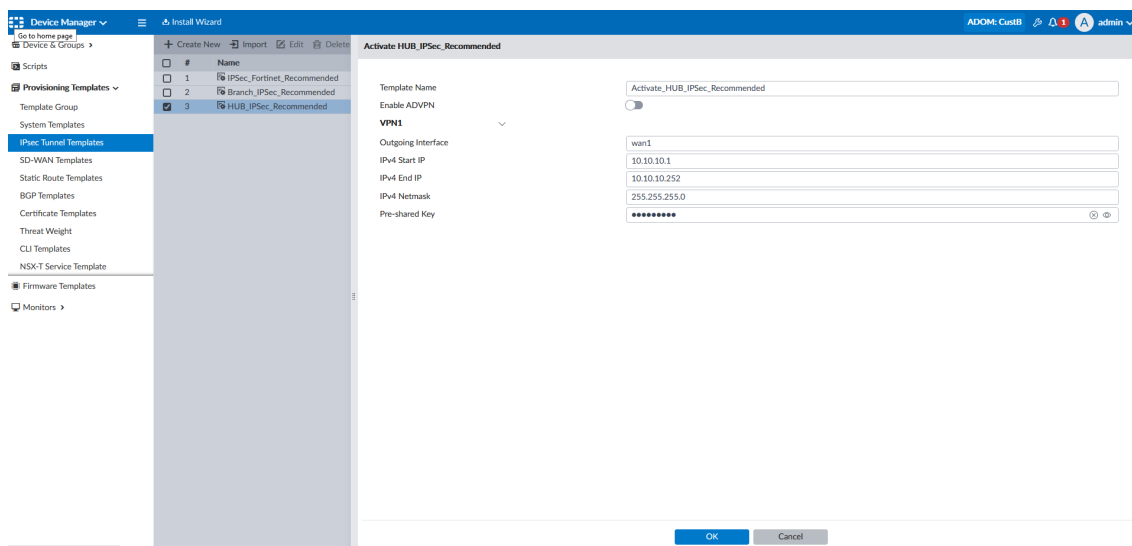 Device Manager
Install Wizard
ADOM: CustB
1
A
admin
Go to home page
Device & Groups
Scripts
Provisioning Templates
Template Group
System Templates
IPsec Tunnel Templates
SD-WAN Templates
Static Route Templates
BGP Templates
Certificate Templates
Threat Weight
CLI Templates
NSX-T Service Template
Firmware Templates
Monitors
+ Create New Import Edit Delete
# Name
1 IPSec_Fortinet_Recommended
2 Branch_IPSec_Recommended
3 HUB_IPSec_Recommended
Activate HUB_IPSec_Recommended
Template Name Activate_HUB_IPSec_Recommended
Enable ADVPN
VPN1
Outgoing Interface wan1
IPv4 Start IP 10.10.10.1
IPv4 End IP 10.10.10.252
IPv4 Netmask 255.255.255.0
Pre-shared Key •••••••••
OK Cancel